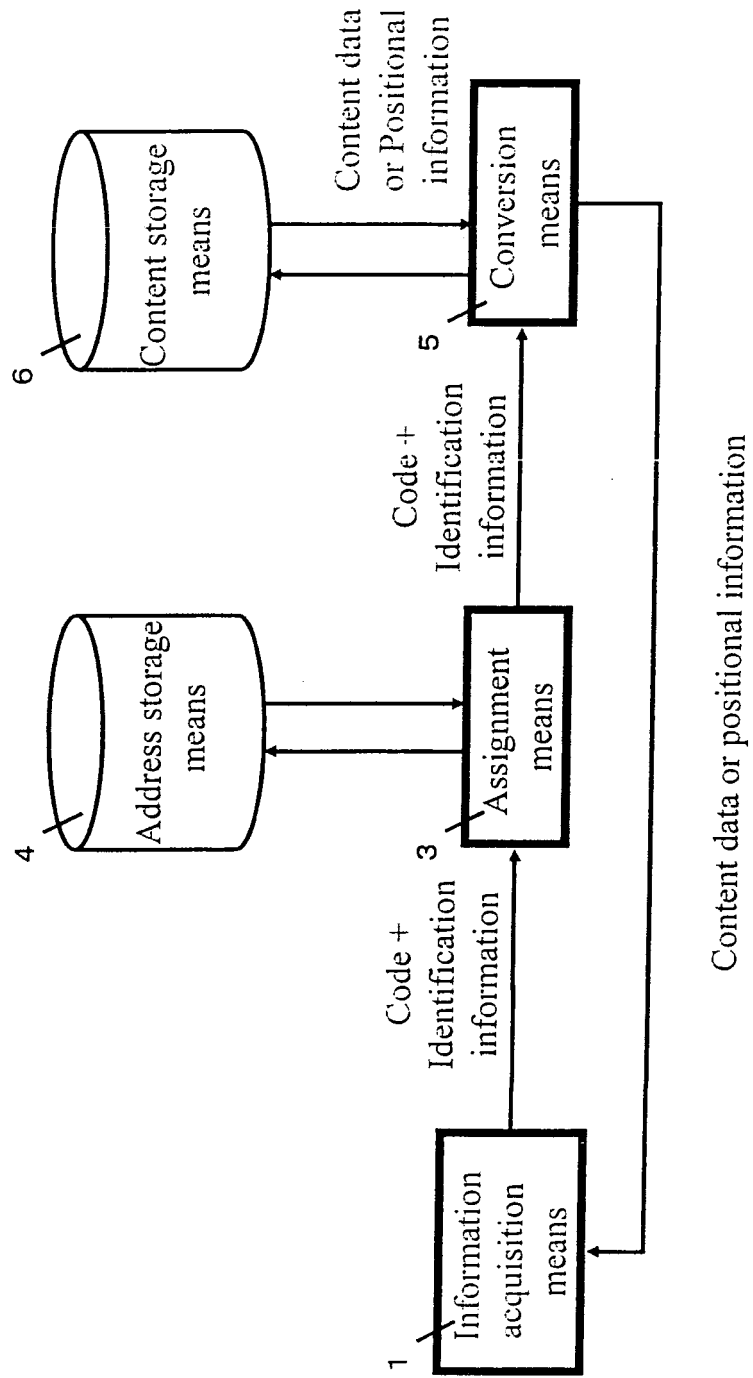 6
Content storage
means
4
Address storage
means
Content data
or Positional
information
5
Conversion
means
Code +
Identification
information
3
Assignment
means
Code +
Identification
information
1
Information
acquisition
means
Content data or positional information